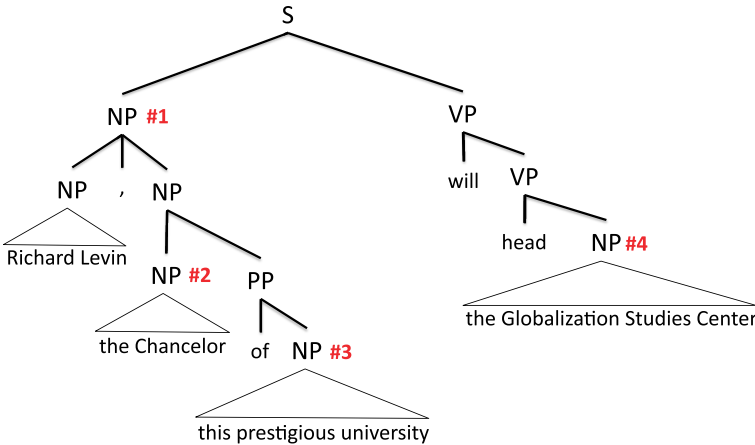 S
NP #1
VP
NP , NP
will VP
Richard Levin
head NP #4
NP #2 PP
the Globalization Studies Center
the Chancelor
of NP #3
this prestigious university